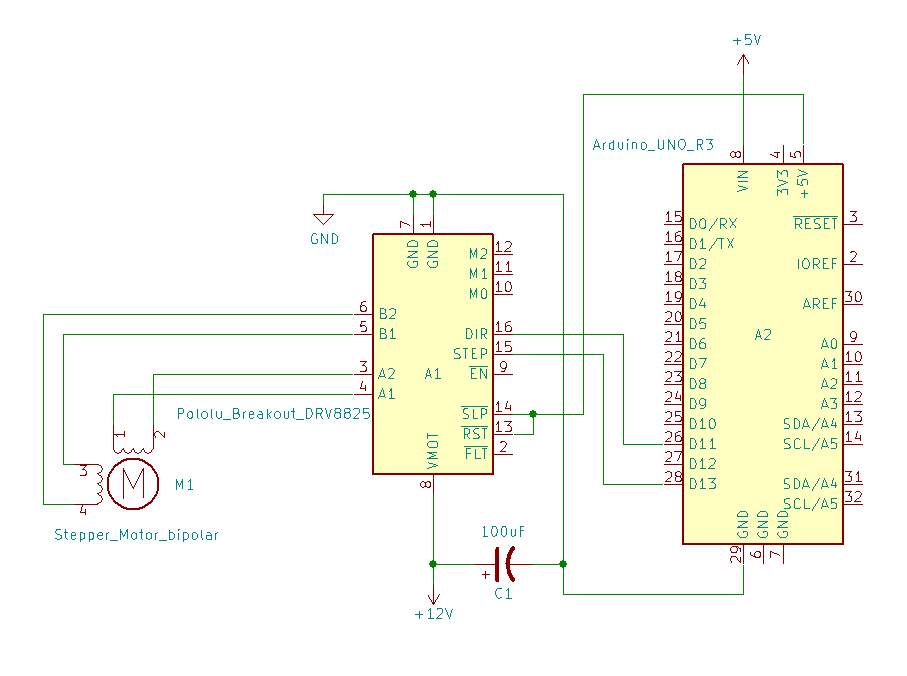 +5V
Arduino_UNO_R3
8
4
5
VIN
3V3
+5V
15 D0/RX
16 D1/TX
17 D2
18 D3
19 D4
20 D5
21 D6
22 D7
23 D8
24 D9
25 D10
26 D11
27 D12
28 D13
A2
RESET 3
IOREF 2
AREF 30
A0 9
A1 10
A2 11
A3 12
SDA/A4 13
SCL/A5 14
SDA/A4 31
SCL/A5 32
GND
GND
GND
29
6
7
GND
7
1
GND
GND
M2 12
M1 11
M0 10
6 B2
5 B1
3 A2
4 A1
DIR 16
STEP 15
EN 9
A1
SLP 14
RST 13
FLT 2
Pololu_Breakout_DRV8825
VMOT
8
1
2
3
4
M
M1
Stepper_Motor_bipolar
100uF
+
C1
+12V